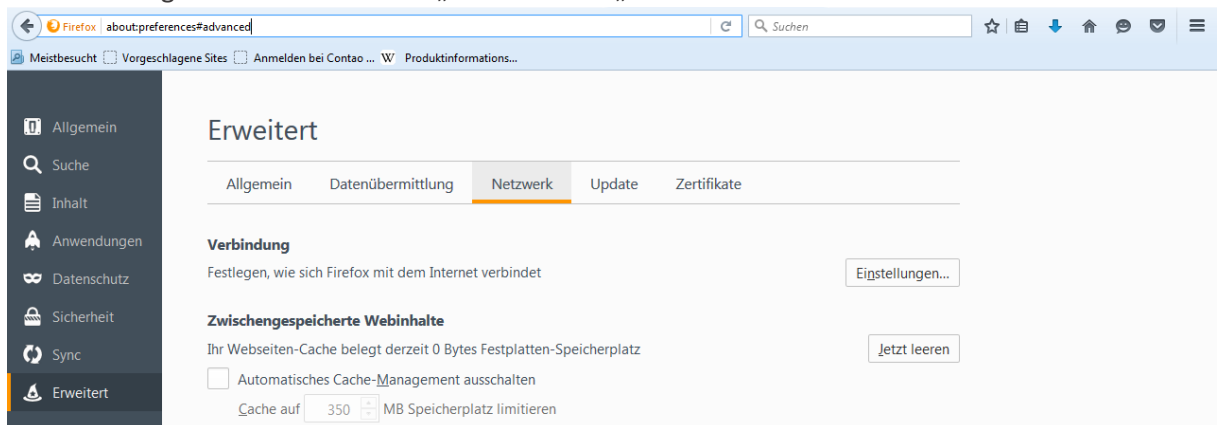 Firefox about:preferences#advanced Suchen
Meistbesucht Vorgeschlagene Sites Anmelden bei Contao ... W Produktinformations...
Allgemein
Suche
Inhalt
Anwendungen
Datenschutz
Sicherheit
Sync
Erweitert
Erweitert
Allgemein Datenübermittlung Netzwerk Update Zertifikate
Verbindung
Festlegen, wie sich Firefox mit dem Internet verbindet Einstellungen...
Zwischengespeicherte Webinhalte
Ihr Webseiten-Cache belegt derzeit 0 Bytes Festplatten-Speicherplatz Jetzt leeren
Automatisches Cache-Management ausschalten
Cache auf 350 MB Speicherplatz limitieren